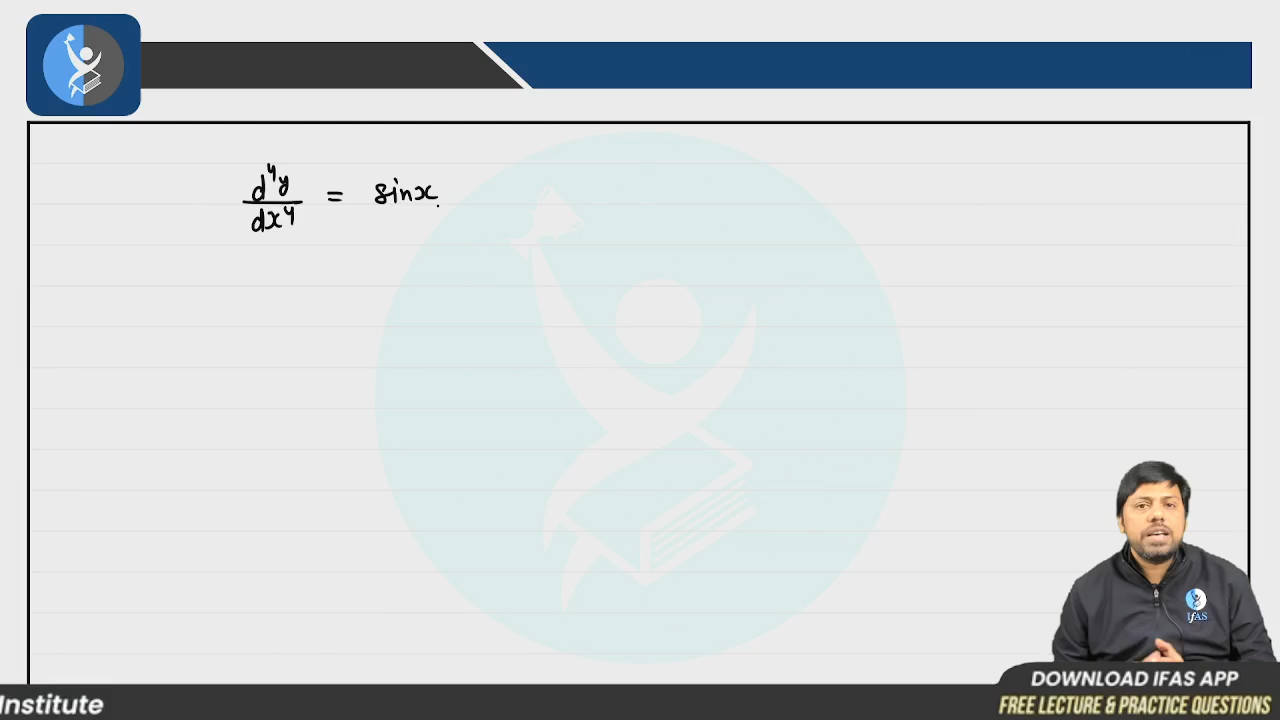 d⁴y/dx⁴ = sinx
ifAS
DOWNLOAD IFAS APP
FREE LECTURE & PRACTICE QUESTIONS
Institute